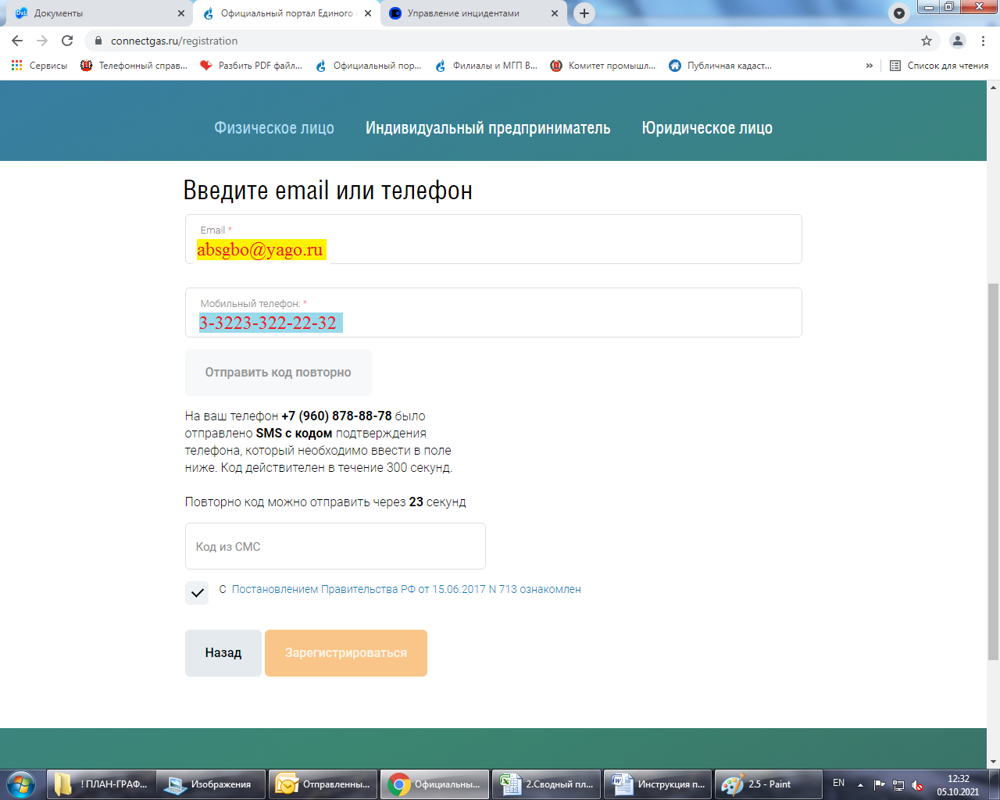 Документы
Официальный портал Единого
Управление инцидентами
connectgas.ru/registration
Сервисы
Телефонный справ...
Разбить PDF файл...
Официальный пор...
Филиалы и МГП В...
Комитет промышл...
Публичная кадаст...
»
Список для чтения
Физическое лицо
Индивидуальный предприниматель
Юридическое лицо
Введите email или телефон
Email *
absgbo@yago.ru
Мобильный телефон: *
3-3223-322-22-32
Отправить код повторно
На ваш телефон +7 (960) 878-88-78 было
отправлено SMS с кодом подтверждения
телефона, который необходимо ввести в поле
ниже. Код действителен в течение 300 секунд.
Повторно код можно отправить через 23 секунд
Код из СМС
С Постановлением Правительства РФ от 15.06.2017 N 713 ознакомлен
Назад
Зарегистрироваться
! ПЛАН-ГРАФ...
Изображения
Отправленны...
Официальны...
2.Сводный пл...
Инструкция п...
2.5 - Paint
EN
12:32
05.10.2021